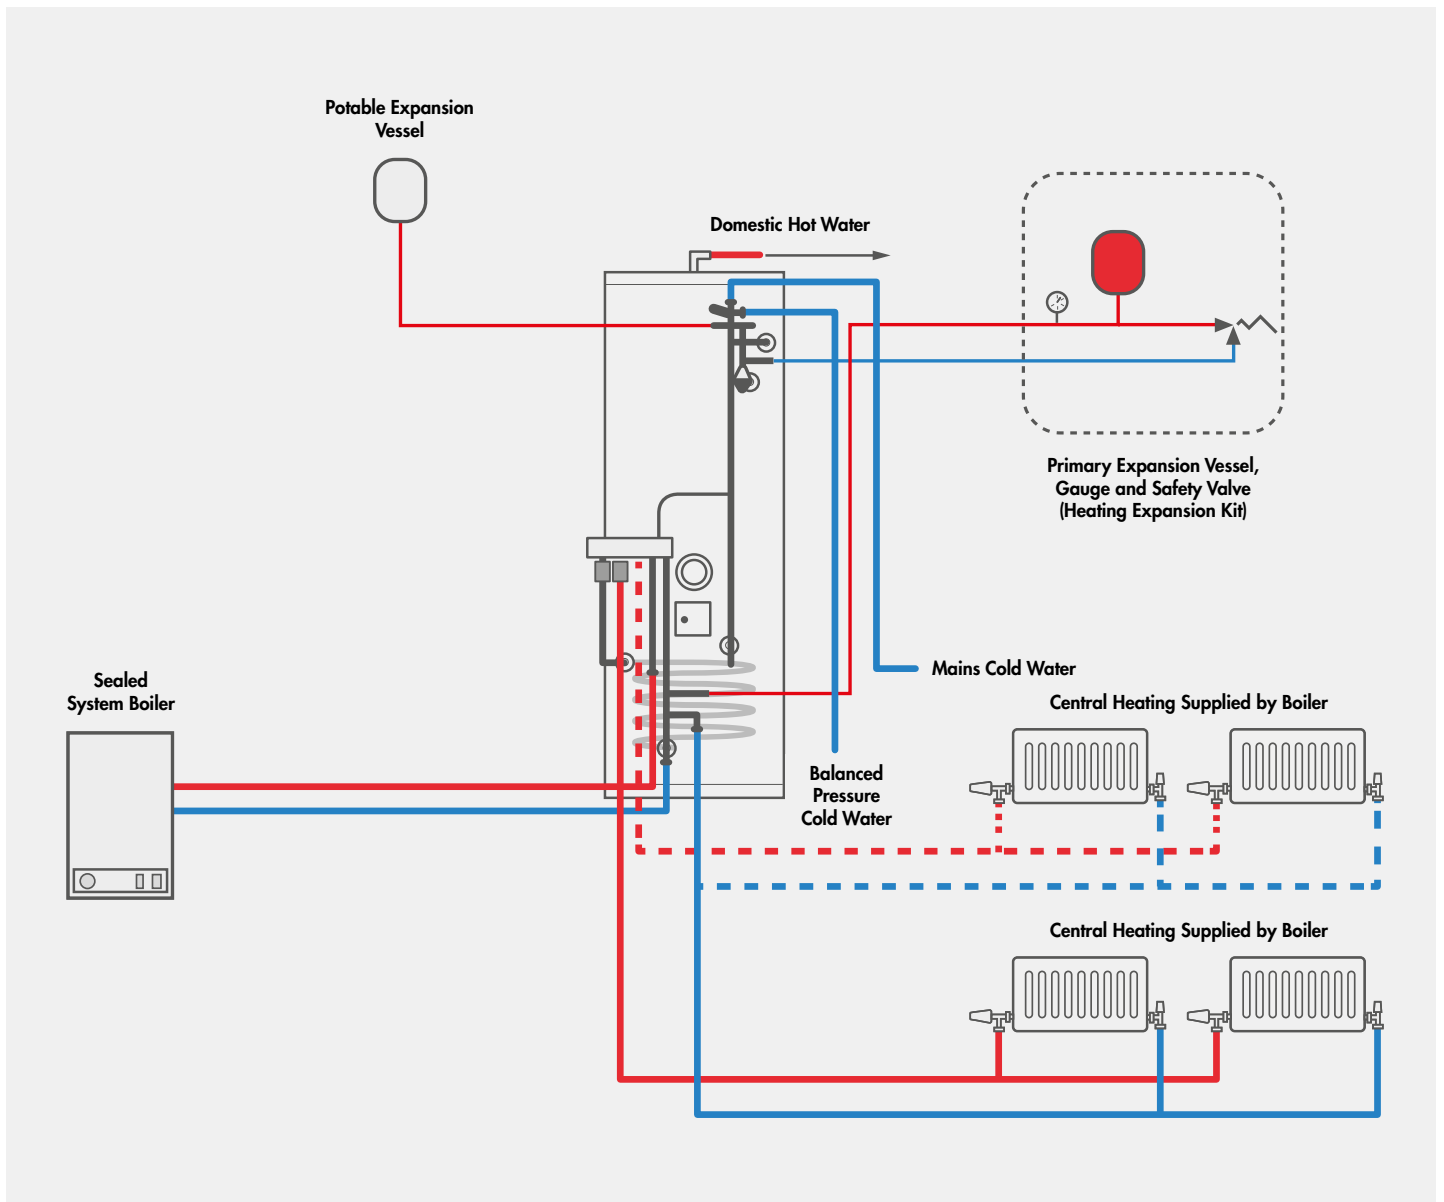 Potable Expansion
Vessel
Domestic Hot Water
Primary Expansion Vessel,
Gauge and Safety Valve
(Heating Expansion Kit)
Sealed
System Boiler
Mains Cold Water
Central Heating Supplied by Boiler
Balanced
Pressure
Cold Water
Central Heating Supplied by Boiler